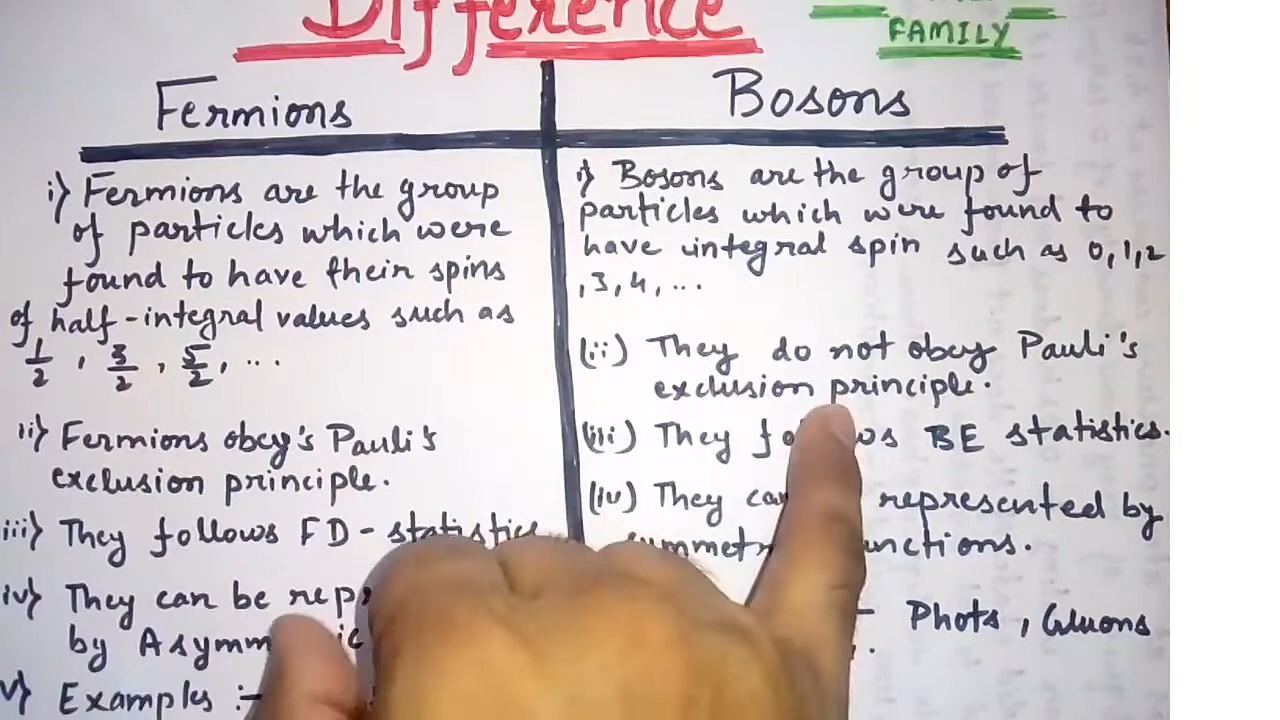 Difference
FAMILY
Fermions
i) Fermions are the group
of particles which were
found to have their spins
of half-integral values such as
1/2, 3/2, 5/2, ...
ii) Fermions obey's Pauli's
exclusion principle.
iii) They follows FD-statistics
iv) They can be
by
v) Examples :-
Bosons
i) Bosons are the group of
particles which were found to
have integral spin such as 0,1,2
,3,4,...
(ii) They do not obey Pauli's
exclusion principle.
(iii) They BE statistics.
(iv) They represented by
Phots, Gluons